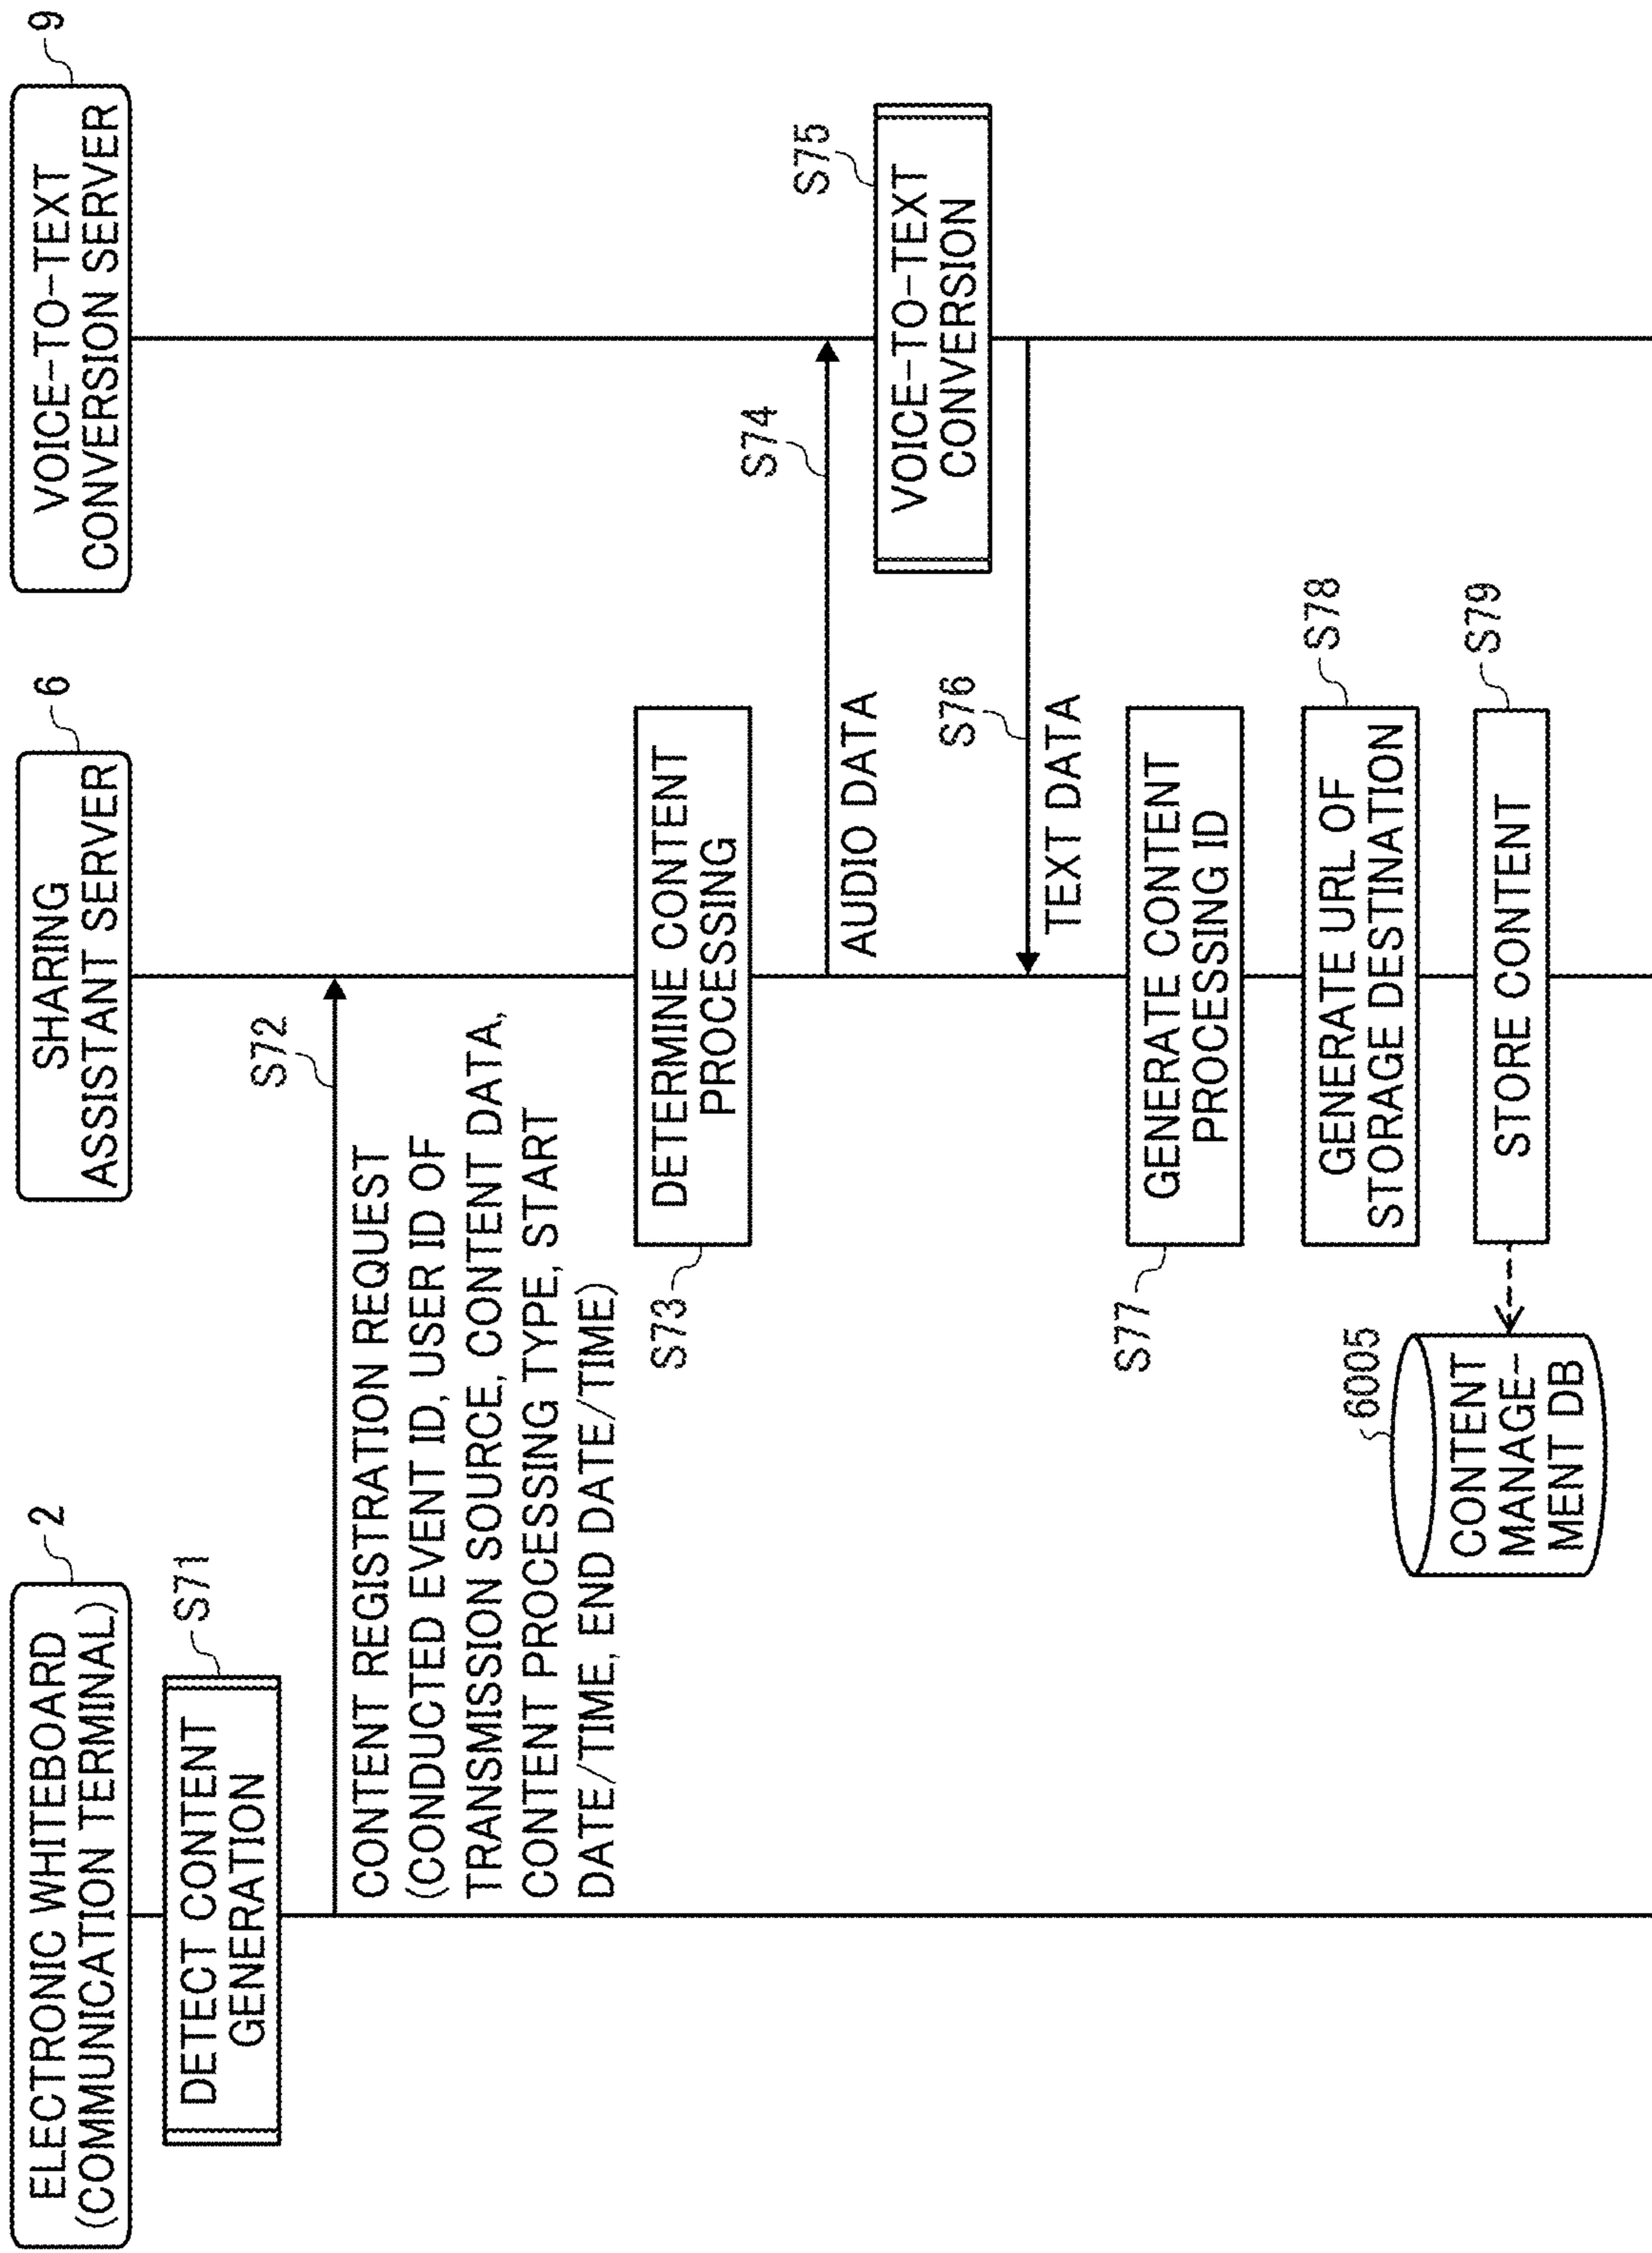 ELECTRONIC WHITEBOARD
(COMMUNICATION TERMINAL)
2
SHARING
ASSISTANT SERVER
6
VOICE-TO-TEXT
CONVERSION SERVER
9
DETECT CONTENT
GENERATION
S71
S72
CONTENT REGISTRATION REQUEST
(CONDUCTED EVENT ID, USER ID OF
TRANSMISSION SOURCE, CONTENT DATA,
CONTENT PROCESSING TYPE, START
DATE/TIME, END DATE/TIME)
S73
DETERMINE CONTENT
PROCESSING
S74
AUDIO DATA
S75
VOICE-TO-TEXT
CONVERSION
S76
TEXT DATA
S77
GENERATE CONTENT
PROCESSING ID
S78
GENERATE URL OF
STORAGE DESTINATION
S79
STORE CONTENT
6005
CONTENT
MANAGE-
MENT DB